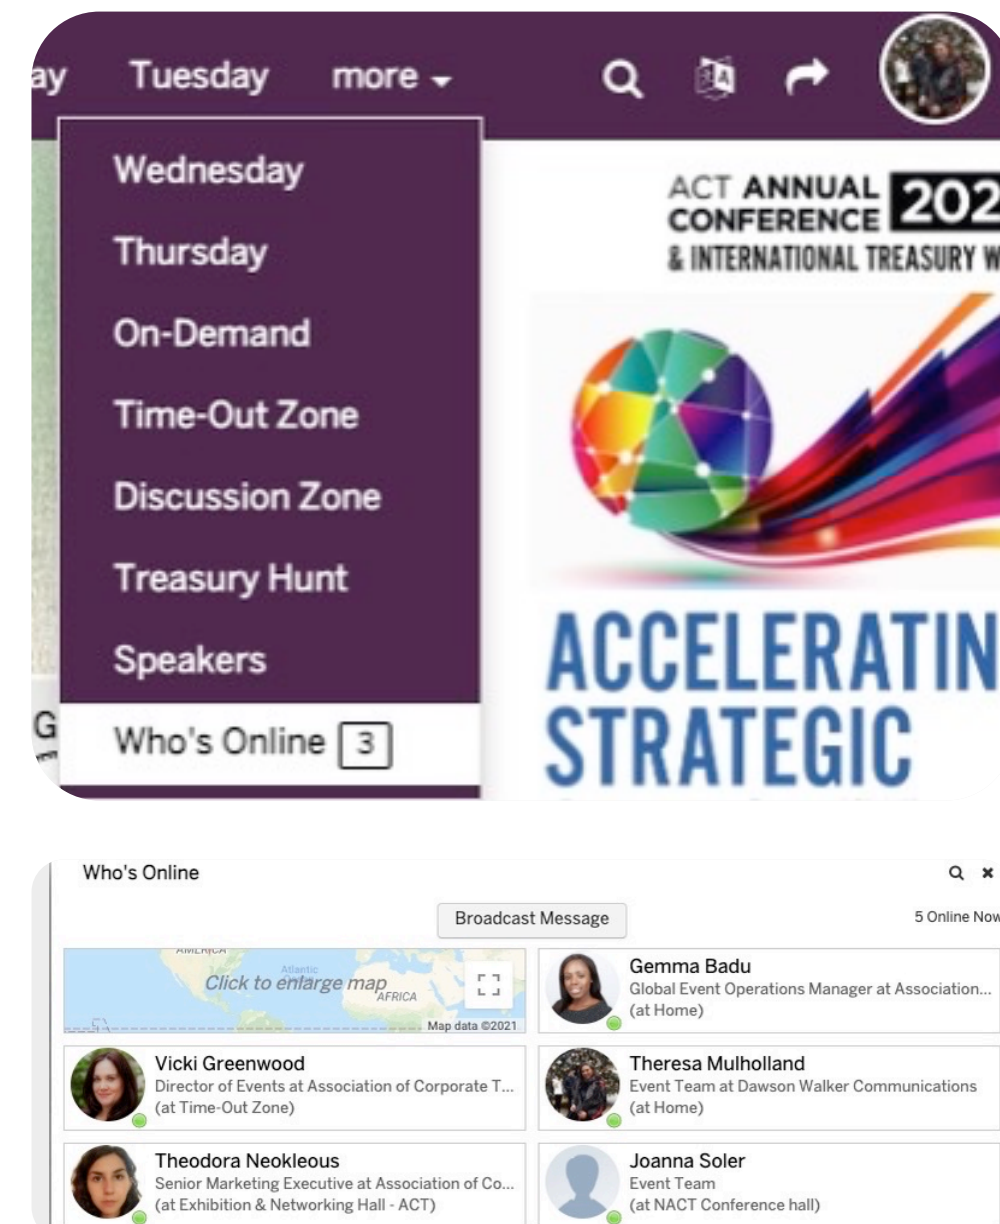 ay Tuesday more
Wednesday
Thursday
On-Demand
Time-Out Zone
Discussion Zone
Treasury Hunt
Speakers
G
Who's Online 3
ACT ANNUAL
CONFERENCE 202
& INTERNATIONAL TREASURY W
ACCELERATIN
STRATEGIC
Who's Online
Broadcast Message
5 Online Now
AMERICA
Atlantic
Click to enlarge map
AFRICA
Map data ©2021
Gemma Badu
Global Event Operations Manager at Association...
(at Home)
Vicki Greenwood
Director of Events at Association of Corporate T...
(at Time-Out Zone)
Theresa Mulholland
Event Team at Dawson Walker Communications
(at Home)
Theodora Neokleous
Senior Marketing Executive at Association of Co...
(at Exhibition & Networking Hall - ACT)
Joanna Soler
Event Team
(at NACT Conference hall)